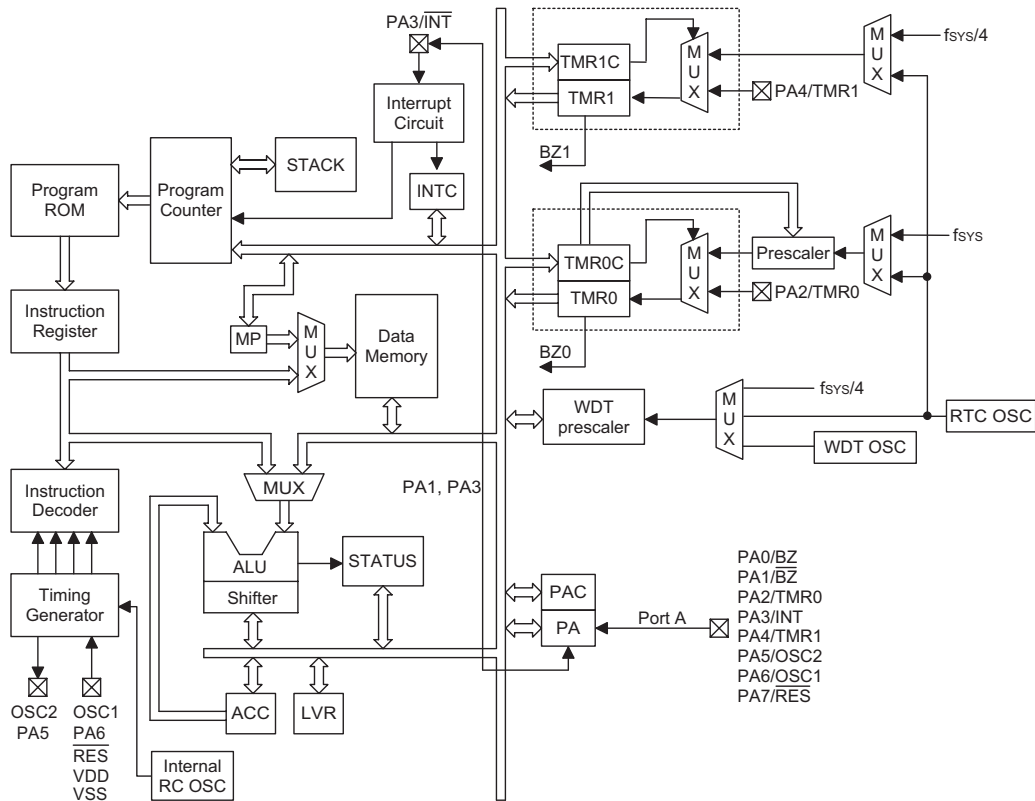 PA3/INT
Interrupt
Circuit
INTC
STACK
Program
Counter
Program
ROM
Instruction
Register
MP
M
U
X
Data
Memory
MUX
Instruction
Decoder
ALU
Shifter
STATUS
PA1, PA3
Timing
Generator
OSC2
PA5
OSC1
PA6
RES
VDD
VSS
Internal
RC OSC
ACC
LVR
TMR1C
TMR1
M
U
X
BZ1
PA4/TMR1
M
U
X
fSYS/4
TMR0C
TMR0
M
U
X
BZ0
Prescaler
PA2/TMR0
M
U
X
fSYS
WDT
prescaler
M
U
X
fSYS/4
RTC OSC
WDT OSC
PAC
PA
Port A
PA0/BZ
PA1/BZ
PA2/TMR0
PA3/INT
PA4/TMR1
PA5/OSC2
PA6/OSC1
PA7/RES